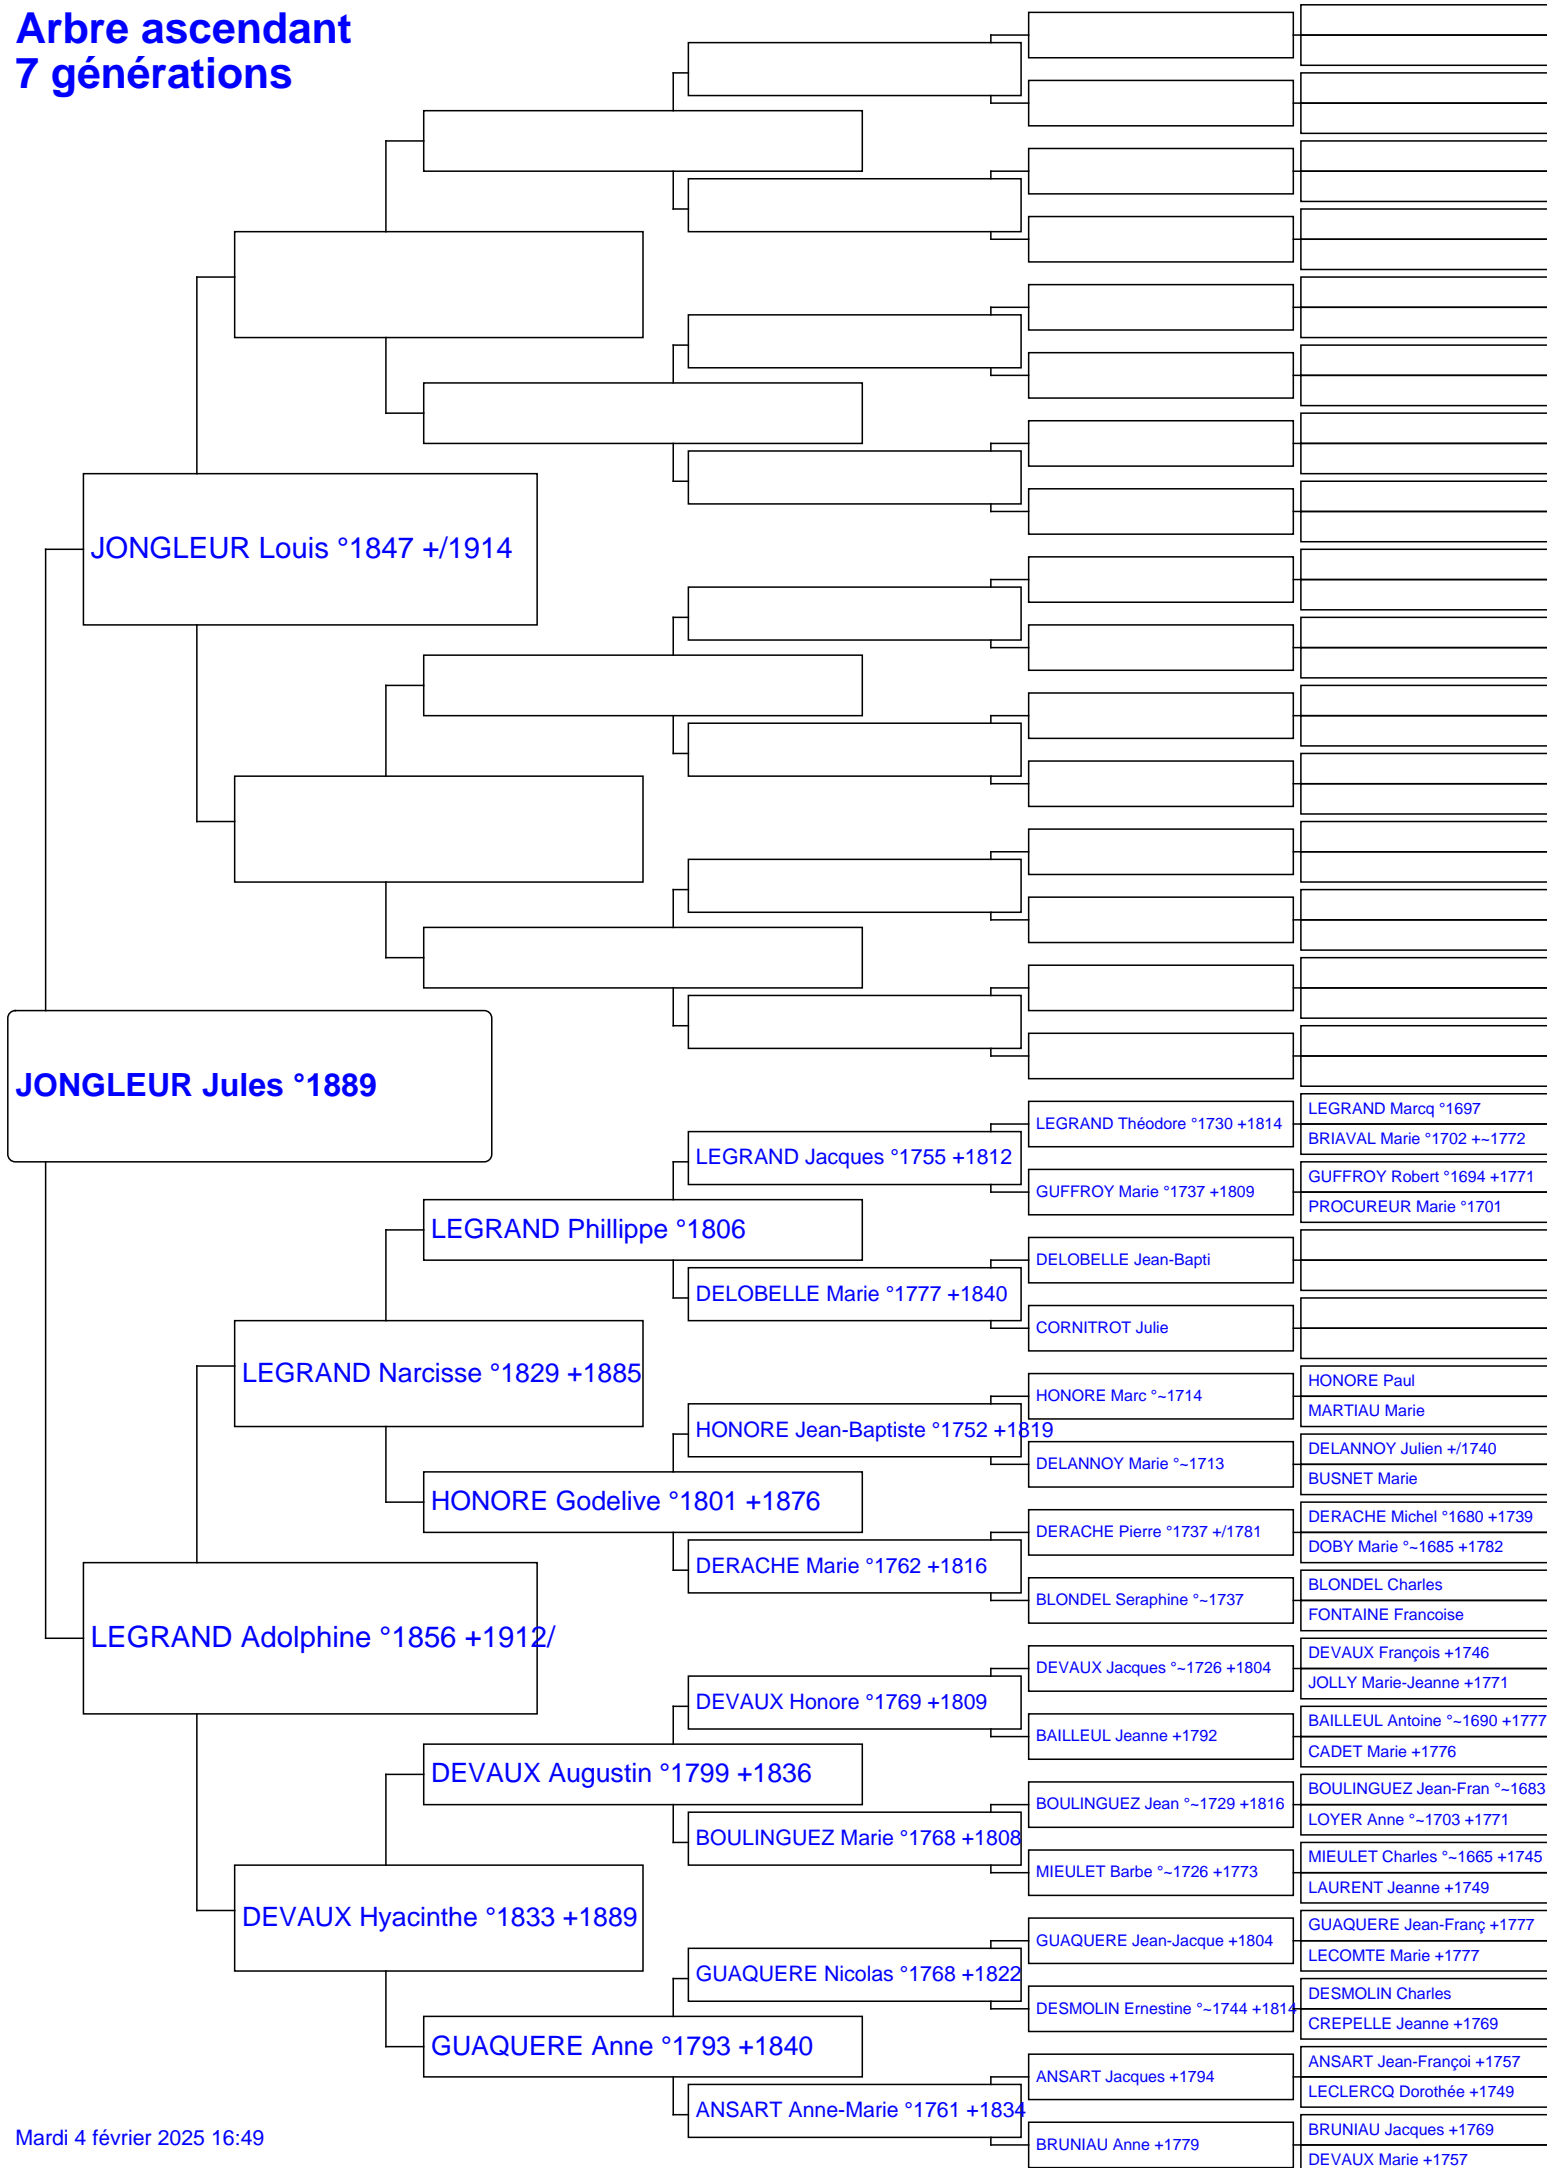 Arbre ascendant
7 générations
JONGLEUR Louis °1847 +/1914
JONGLEUR Jules °1889
LEGRAND Marcq °1697
LEGRAND Théodore °1730 +1814
BRIAVAL Marie °1702 +~1772
LEGRAND Jacques °1755 +1812
GUFFROY Robert °1694 +1771
GUFFROY Marie °1737 +1809
PROCUREUR Marie °1701
LEGRAND Phillippe °1806
DELOBELLE Jean-Bapti
DELOBELLE Marie °1777 +1840
CORNITROT Julie
LEGRAND Narcisse °1829 +1885
HONORE Paul
HONORE Marc °~1714
MARTIAU Marie
HONORE Jean-Baptiste °1752 +1819
DELANNOY Julien +/1740
DELANNOY Marie °~1713
BUSNET Marie
HONORE Godelive °1801 +1876
DERACHE Michel °1680 +1739
DERACHE Pierre °1737 +/1781
DOBY Marie °~1685 +1782
DERACHE Marie °1762 +1816
BLONDEL Charles
BLONDEL Seraphine °~1737
FONTAINE Francoise
LEGRAND Adolphine °1856 +1912/
DEVAUX François +1746
DEVAUX Jacques °~1726 +1804
JOLLY Marie-Jeanne +1771
DEVAUX Honore °1769 +1809
BAILLEUL Antoine °~1690 +1777
BAILLEUL Jeanne +1792
CADET Marie +1776
DEVAUX Augustin °1799 +1836
BOULINGUEZ Jean-Fran °~1683
BOULINGUEZ Jean °~1729 +1816
LOYER Anne °~1703 +1771
BOULINGUEZ Marie °1768 +1808
MIEULET Charles °~1665 +1745
MIEULET Barbe °~1726 +1773
LAURENT Jeanne +1749
DEVAUX Hyacinthe °1833 +1889
GUAQUERE Jean-Franç +1777
GUAQUERE Jean-Jacque +1804
LECOMTE Marie +1777
GUAQUERE Nicolas °1768 +1822
DESMOLIN Charles
DESMOLIN Ernestine °~1744 +1814
CREPELLE Jeanne +1769
GUAQUERE Anne °1793 +1840
ANSART Jean-Françoi +1757
ANSART Jacques +1794
LECLERCQ Dorothée +1749
ANSART Anne-Marie °1761 +1834
BRUNIAU Jacques +1769
BRUNIAU Anne +1779
DEVAUX Marie +1757
Mardi 4 février 2025 16:49